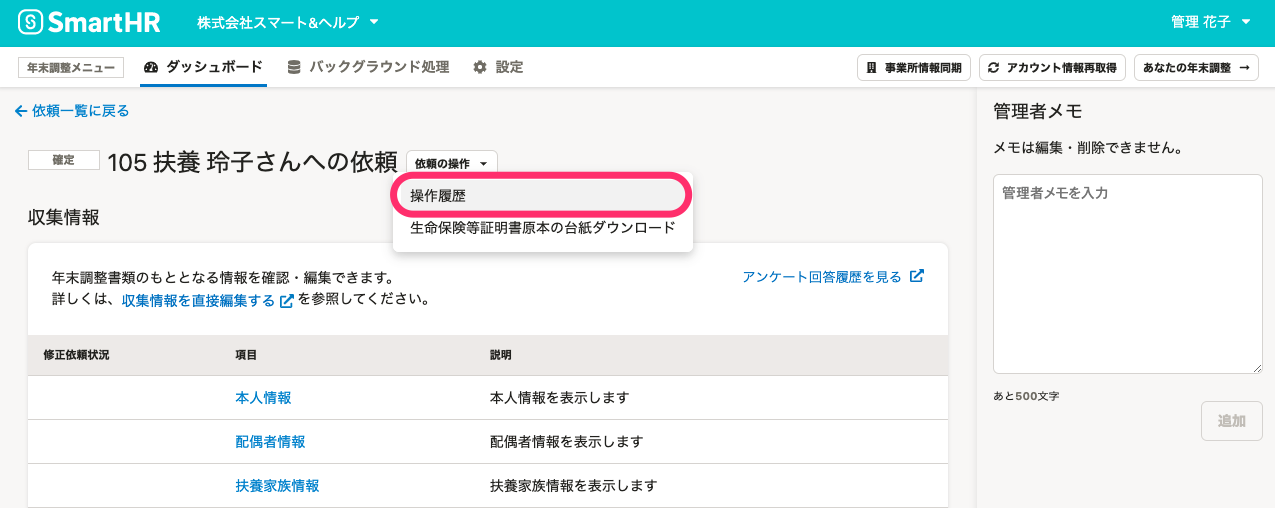 SmartHR 株式会社スマート&ヘルプ 管理 花子
年末調整メニュー ダッシュボード バックグラウンド処理 設定 事業所情報同期 アカウント情報再取得 あなたの年末調整 →
← 依頼一覧に戻る
確定 105 扶養 玲子さんへの依頼 依頼の操作
操作履歴
生命保険等証明書原本の台紙ダウンロード
収集情報
年末調整書類のもととなる情報を確認・編集できます。
詳しくは、収集情報を直接編集する を参照してください。
アンケート回答履歴を見る
修正依頼状況 項目 説明
本人情報 本人情報を表示します
配偶者情報 配偶者情報を表示します
扶養家族情報 扶養家族情報を表示します
管理者メモ
メモは編集・削除できません。
管理者メモを入力
あと500文字
追加